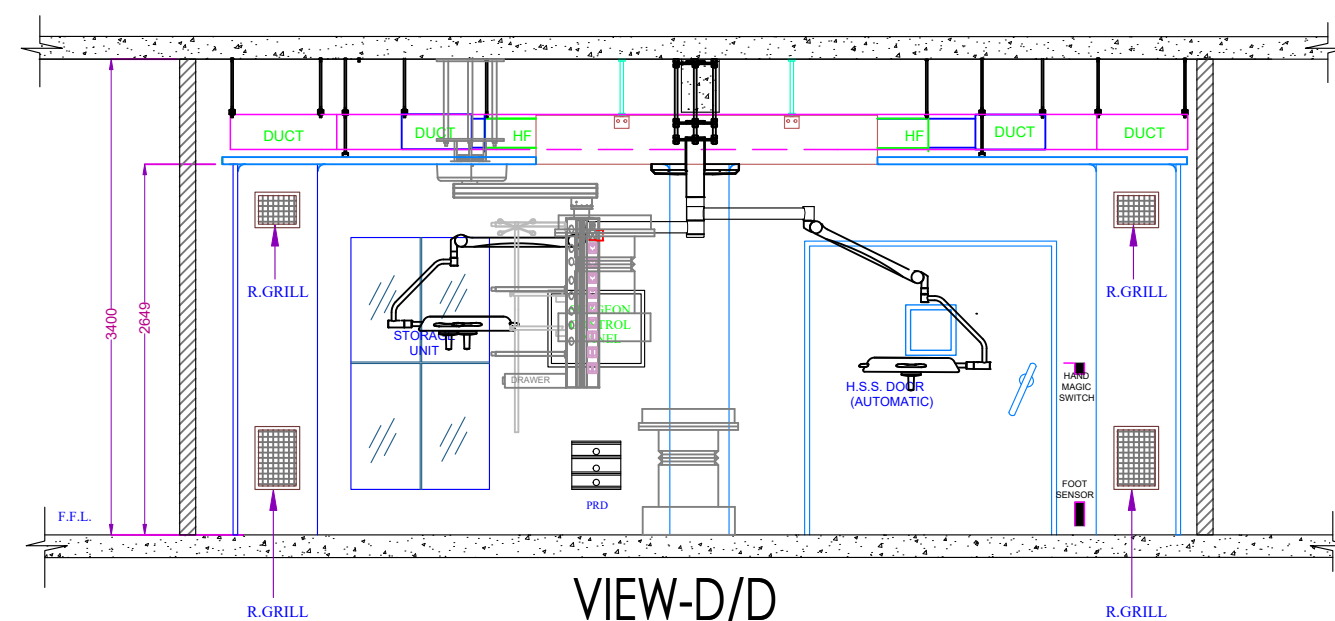 DUCT
DUCT
HF
HF
DUCT
DUCT
3400
2649
R.GRILL
R.GRILL
STORAGE
UNIT
DRAWER
H.S.S. DOOR
(AUTOMATIC)
HAND
MAGIC
SWITCH
FOOT
SENSOR
PRD
F.F.L.
R.GRILL
VIEW-D/D
R.GRILL